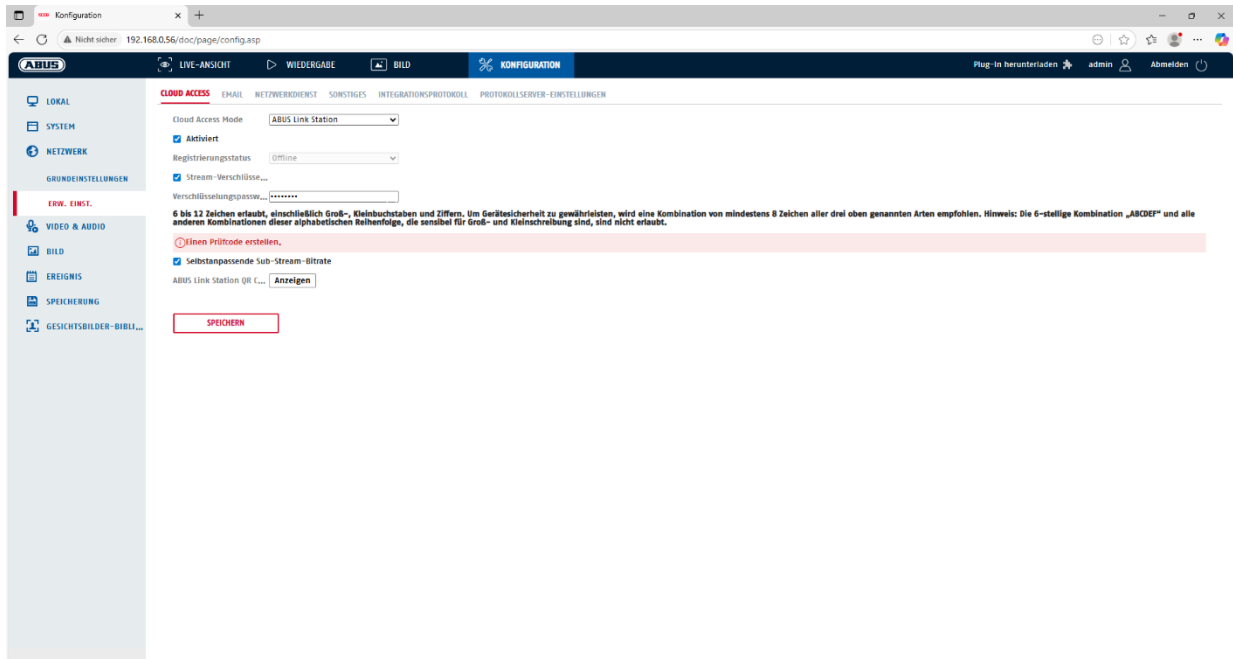 Konfiguration
Nicht sicher 192.168.0.56/doc/page/config.asp
ABUS LIVE-ANSICHT WIEDERGABE BILD KONFIGURATION Plug-In herunterladen admin Abmelden
LOKAL
SYSTEM
NETZWERK
GRUNDEINSTELLUNGEN
ERW. EINST.
VIDEO & AUDIO
BILD
EREIGNIS
SPEICHERUNG
GESICHTSBILDER-BIBLI...
CLOUD ACCESS EMAIL NETZWERKDIENST SONSTIGES INTEGRATIONSPROTOKOLL PROTOKOLLSERVER-EINSTELLUNGEN
Cloud Access Mode ABUS Link Station
Aktiviert
Registrierungsstatus Offline
Stream-Verschlüsse...
Verschlüsselungspassw... ••••••••
6 bis 12 Zeichen erlaubt, einschließlich Groß-, Kleinbuchstaben und Ziffern. Um Gerätesicherheit zu gewährleisten, wird eine Kombination von mindestens 8 Zeichen aller drei oben genannten Arten empfohlen. Hinweis: Die 6-stellige Kombination „ABCDEF" und alle
anderen Kombinationen dieser alphabetischen Reihenfolge, die sensibel für Groß- und Kleinschreibung sind, sind nicht erlaubt.
Einen Prüfcode erstellen.
Selbstanpassende Sub-Stream-Bitrate
ABUS Link Station QR C... Anzeigen
SPEICHERN